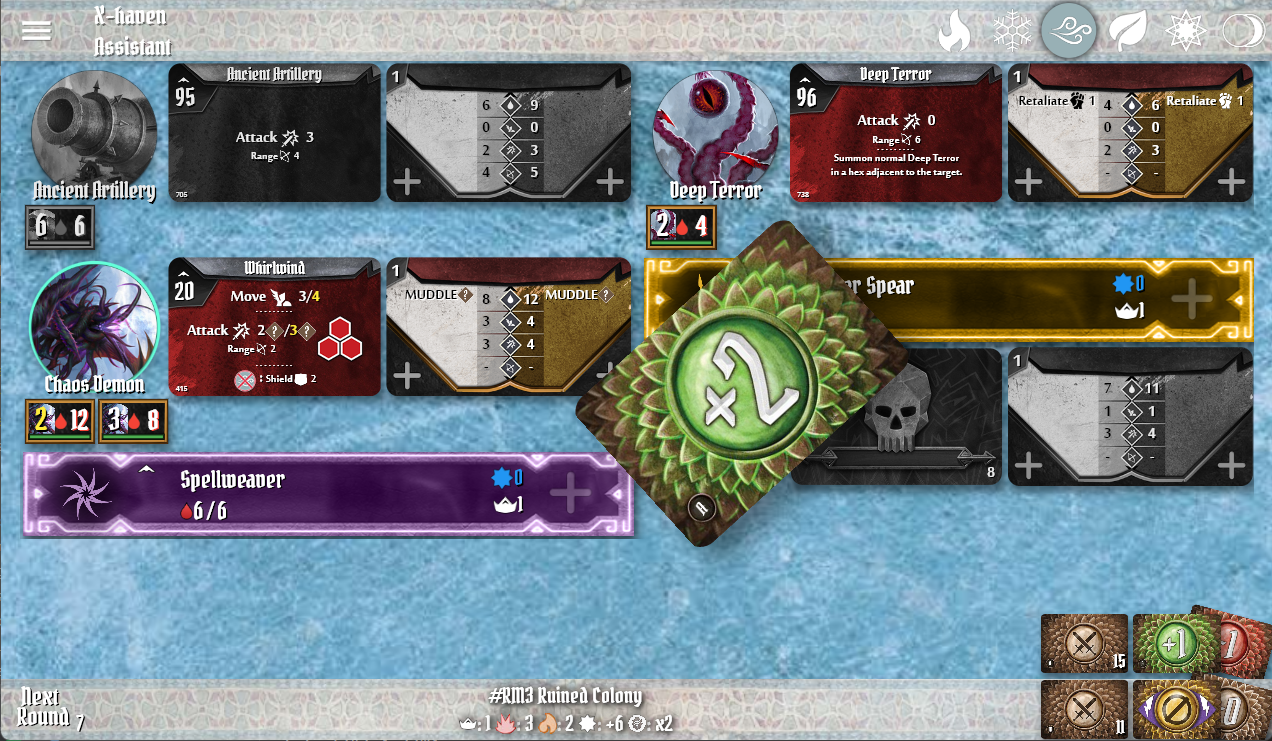 X-haven
Assistant
Ancient Artillery
95
Attack 3
Range 4
705
1
6 9
0 0
2 3
4 5
Ancient Artillery
6 6
Deep Terror
96
Attack 0
Range 6
Summon normal Deep Terror
in a hex adjacent to the target.
738
1
Retaliate 1
4 6
Retaliate 1
0 0
2 3
- -
Deep Terror
2 4
Whirlwind
20
Move 3/4
Attack 2 ? /3 ?
Range 2
: Shield 2
415
1
MUDDLE ?
8 12
MUDDLE ?
3 4
3 4
- -
Chaos Demon
2 12
3 8
Spear
0
1
x2
8
1
7 11
1 1
3 4
- -
Spellweaver
6/6
0
1
15
+1
-1
11
0
Next
Round 7
#RM3 Ruined Colony
:1 :3 :2 :+6 :x2